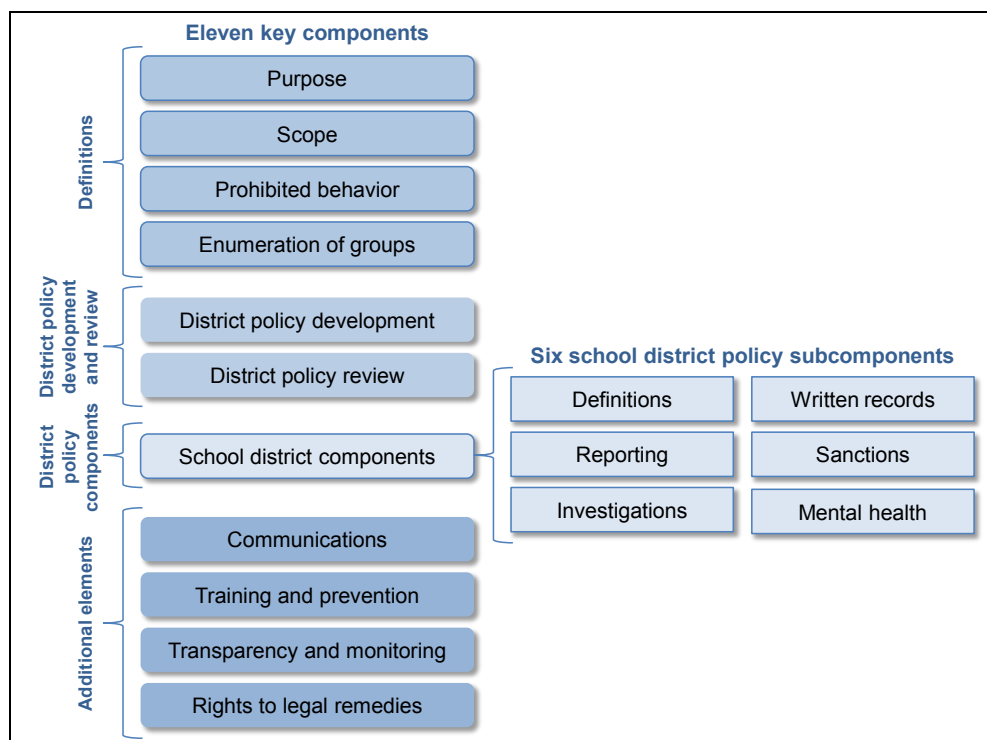 Eleven key components
Definitions
Purpose
Scope
Prohibited behavior
Enumeration of groups
District policy
development
and review
District policy development
District policy review
District
policy
components
School district components
Six school district policy subcomponents
Definitions
Written records
Reporting
Sanctions
Investigations
Mental health
Additional elements
Communications
Training and prevention
Transparency and monitoring
Rights to legal remedies